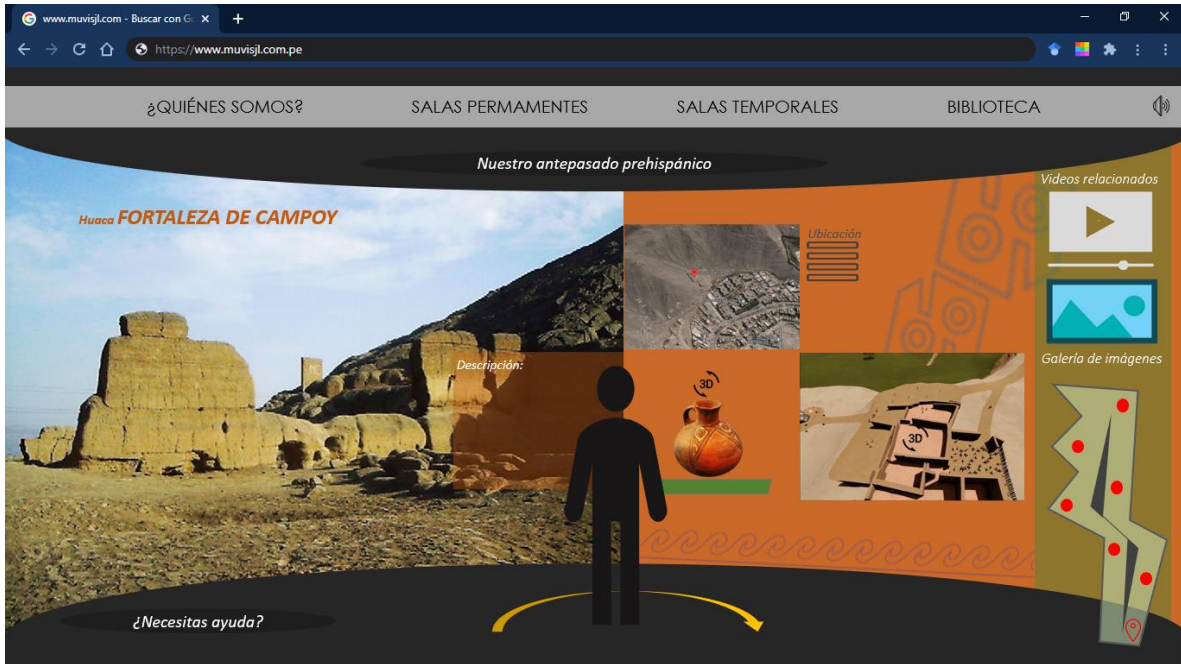 www.muvisjl.com - Buscar con G
https://www.muvisjl.com.pe
¿QUIÉNES SOMOS?
SALAS PERMAMENTES
SALAS TEMPORALES
BIBLIOTECA
Nuestro antepasado prehispánico
Videos relacionados
Huaca FORTALEZA DE CAMPOY
Ubicación
Galería de imágenes
Descripción:
3D
3D
¿Necesitas ayuda?